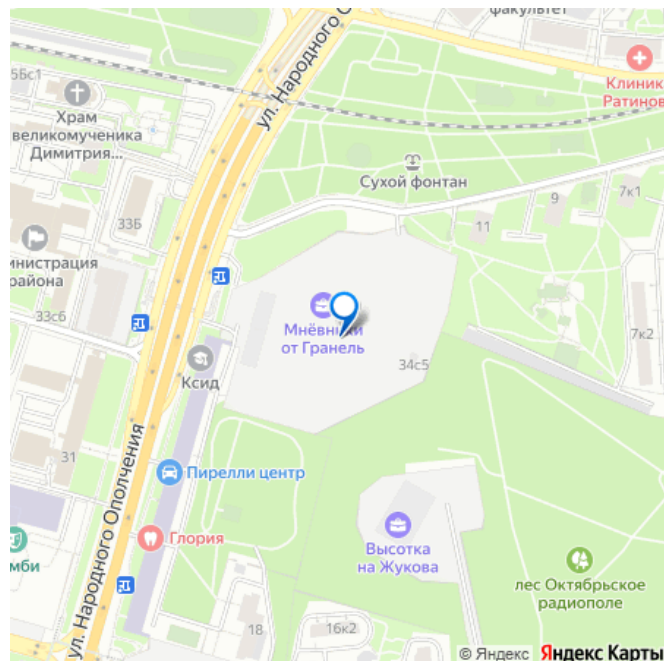 факультет
ул. Народного О
55бс1
Храм
великомученика
Димитрия...
Клиник
Ратинов
Сухой фонтан
33Б
11
9
7к1
нистрация
района
33с6
Мнёвники
от Гранель
7к2
34с5
Ксид
ул. Народного Ополчения
31
Пирелли центр
Глория
Высотка
на Жукова
мби
лес Октябрьское
радиополе
18
16к2
© Яндекс Яндекс Карты